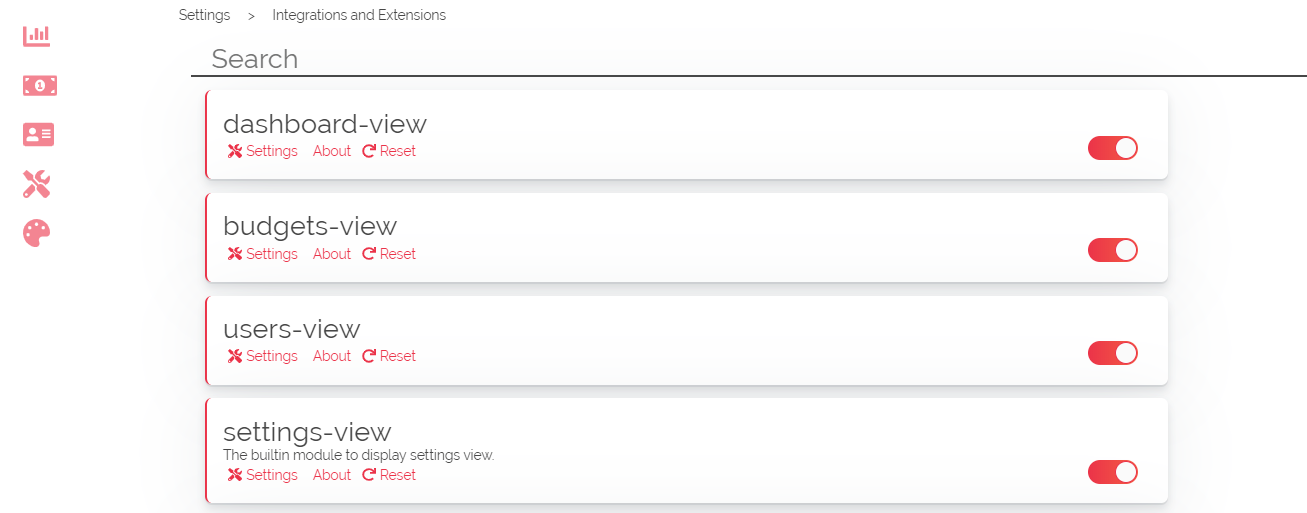 Settings > Integrations and Extensions
Search
dashboard-view
Settings About Reset
budgets-view
Settings About Reset
users-view
Settings About Reset
settings-view
The builtin module to display settings view.
Settings About Reset